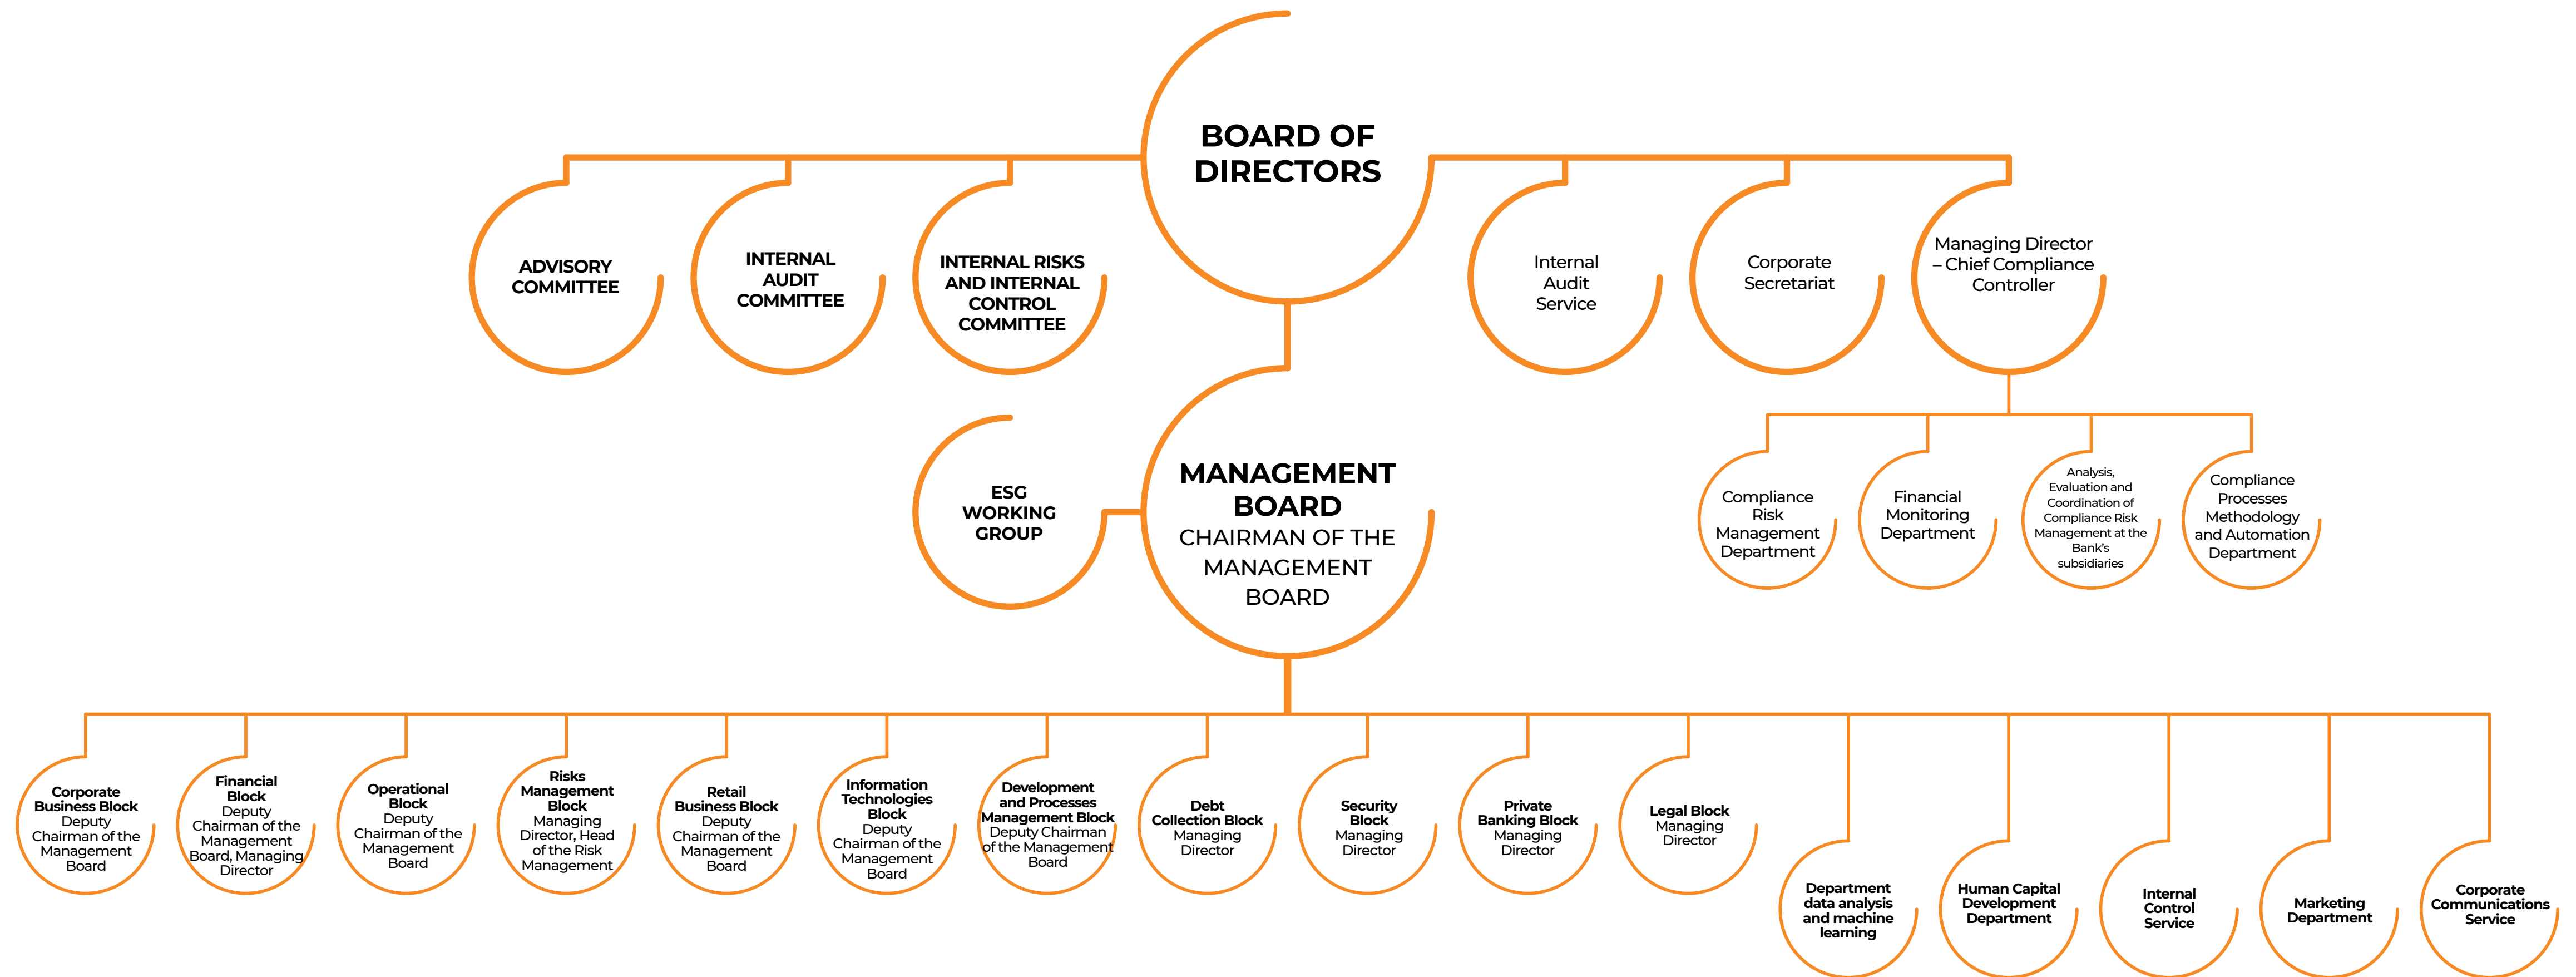 BOARD OF
DIRECTORS
ADVISORY
COMMITTEE
INTERNAL
AUDIT
COMMITTEE
INTERNAL RISKS
AND INTERNAL
CONTROL
COMMITTEE
Internal
Audit
Service
Corporate
Secretariat
Managing Director
– Chief Compliance
Controller
ESG
WORKING
GROUP
MANAGEMENT
BOARD
CHAIRMAN OF THE
MANAGEMENT
BOARD
Compliance
Risk
Management
Department
Financial
Monitoring
Department
Analysis,
Evaluation and
Coordination of
Compliance Risk
Management at the
Bank's
subsidiaries
Compliance
Processes
Methodology
and Automation
Department
Corporate
Business Block
Deputy
Chairman of the
Management
Board
Financial
Block
Deputy
Chairman of the
Management
Board, Managing
Director
Operational
Block
Deputy
Chairman of the
Management
Board
Risks
Management
Block
Managing
Director, Head
of the Risk
Management
Retail
Business Block
Deputy
Chairman of the
Management
Board
Information
Technologies
Block
Deputy
Chairman of the
Management
Board
Development
and Processes
Management Block
Deputy Chairman
of the Management
Board
Debt
Collection Block
Managing
Director
Security
Block
Managing
Director
Private
Banking Block
Managing
Director
Legal Block
Managing
Director
Department
data analysis
and machine
learning
Human Capital
Development
Department
Internal
Control
Service
Marketing
Department
Corporate
Communications
Service